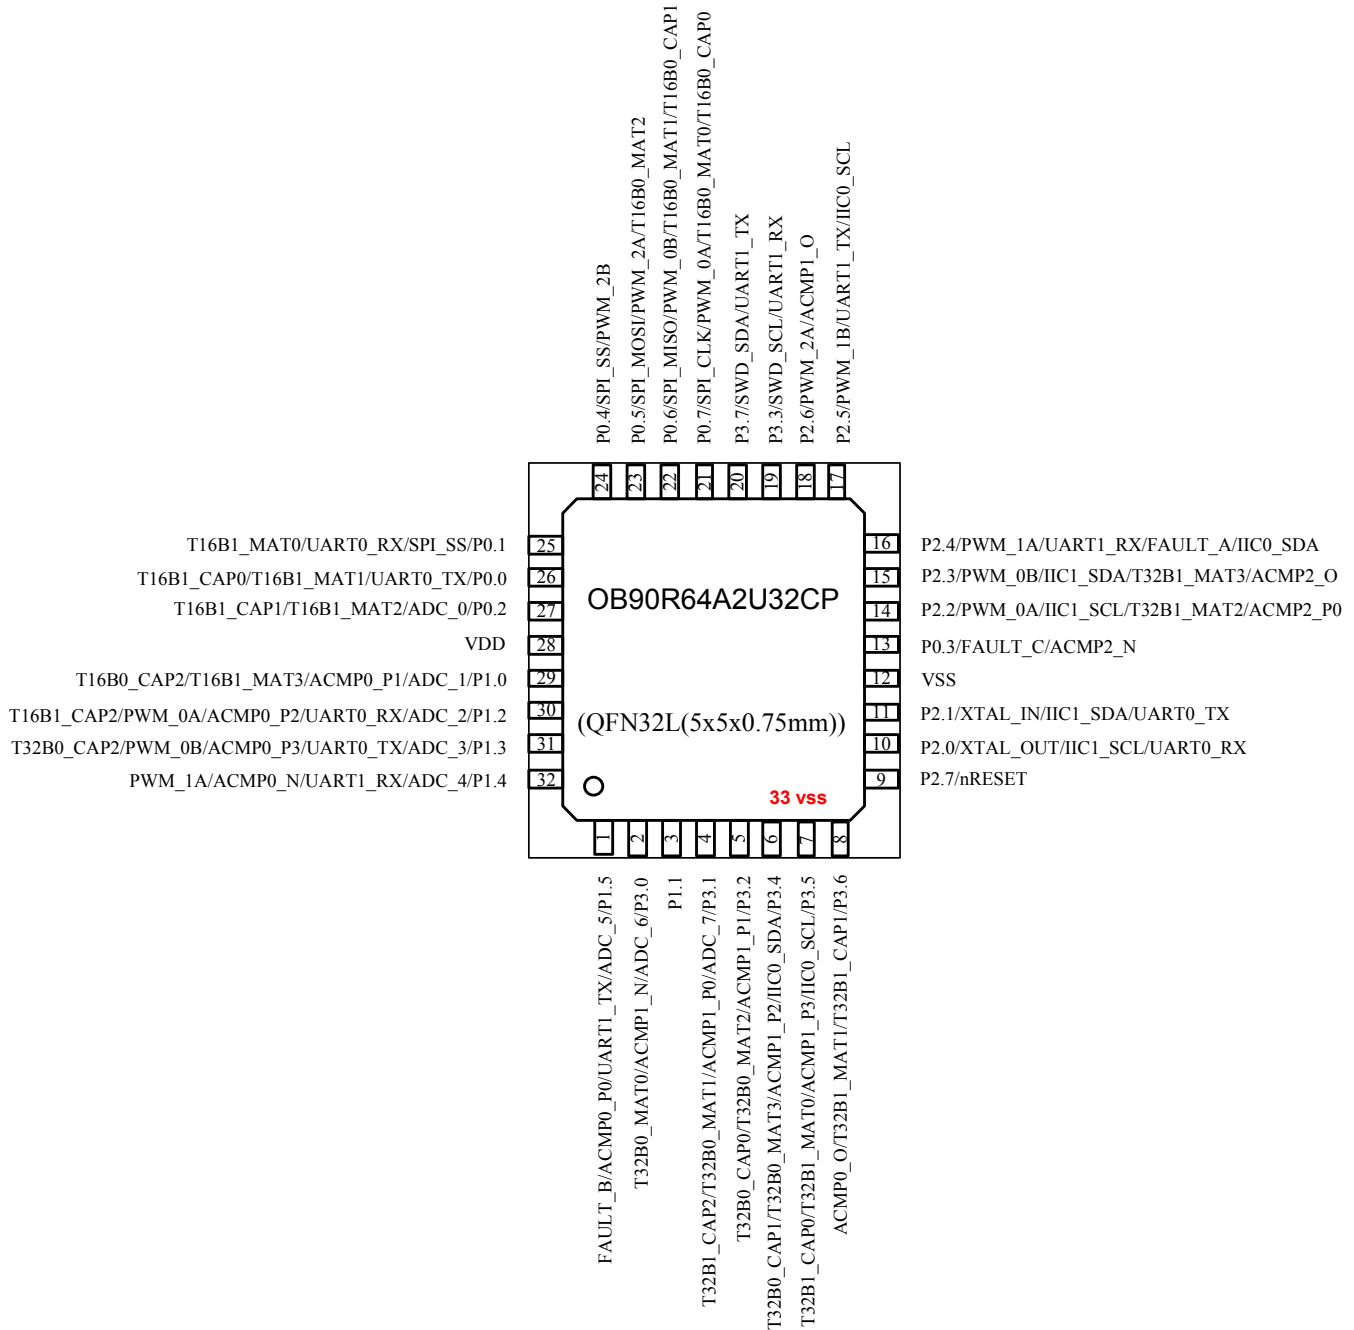 P0.4/SPI_SS/PWM_2B
P0.5/SPI_MOSI/PWM_2A/T16B0_MAT2
P0.6/SPI_MISO/PWM_0B/T16B0_MAT1/T16B0_CAP1
P0.7/SPI_CLK/PWM_0A/T16B0_MAT0/T16B0_CAP0
P3.7/SWD_SDA/UART1_TX
P3.3/SWD_SCL/UART1_RX
P2.6/PWM_2A/ACMP1_O
P2.5/PWM_1B/UART1_TX/IIC0_SCL
24 23 22 21 20 19 18 17
T16B1_MAT0/UART0_RX/SPI_SS/P0.1 25
T16B1_CAP0/T16B1_MAT1/UART0_TX/P0.0 26
T16B1_CAP1/T16B1_MAT2/ADC_0/P0.2 27
VDD 28
T16B0_CAP2/T16B1_MAT3/ACMP0_P1/ADC_1/P1.0 29
T16B1_CAP2/PWM_0A/ACMP0_P2/UART0_RX/ADC_2/P1.2 30
T32B0_CAP2/PWM_0B/ACMP0_P3/UART0_TX/ADC_3/P1.3 31
PWM_1A/ACMP0_N/UART1_RX/ADC_4/P1.4 32
OB90R64A2U32CP
(QFN32L(5x5x0.75mm))
33 vss
16 P2.4/PWM_1A/UART1_RX/FAULT_A/IIC0_SDA
15 P2.3/PWM_0B/IIC1_SDA/T32B1_MAT3/ACMP2_O
14 P2.2/PWM_0A/IIC1_SCL/T32B1_MAT2/ACMP2_P0
13 P0.3/FAULT_C/ACMP2_N
12 VSS
11 P2.1/XTAL_IN/IIC1_SDA/UART0_TX
10 P2.0/XTAL_OUT/IIC1_SCL/UART0_RX
9 P2.7/nRESET
1 2 3 4 5 6 7 8
FAULT_B/ACMP0_P0/UART1_TX/ADC_5/P1.5
T32B0_MAT0/ACMP1_N/ADC_6/P3.0
P1.1
T32B1_CAP2/T32B0_MAT1/ACMP1_P0/ADC_7/P3.1
T32B0_CAP0/T32B0_MAT2/ACMP1_P1/P3.2
T32B0_CAP1/T32B0_MAT3/ACMP1_P2/IIC0_SDA/P3.4
T32B1_CAP0/T32B1_MAT0/ACMP1_P3/IIC0_SCL/P3.5
ACMP0_O/T32B1_MAT1/T32B1_CAP1/P3.6